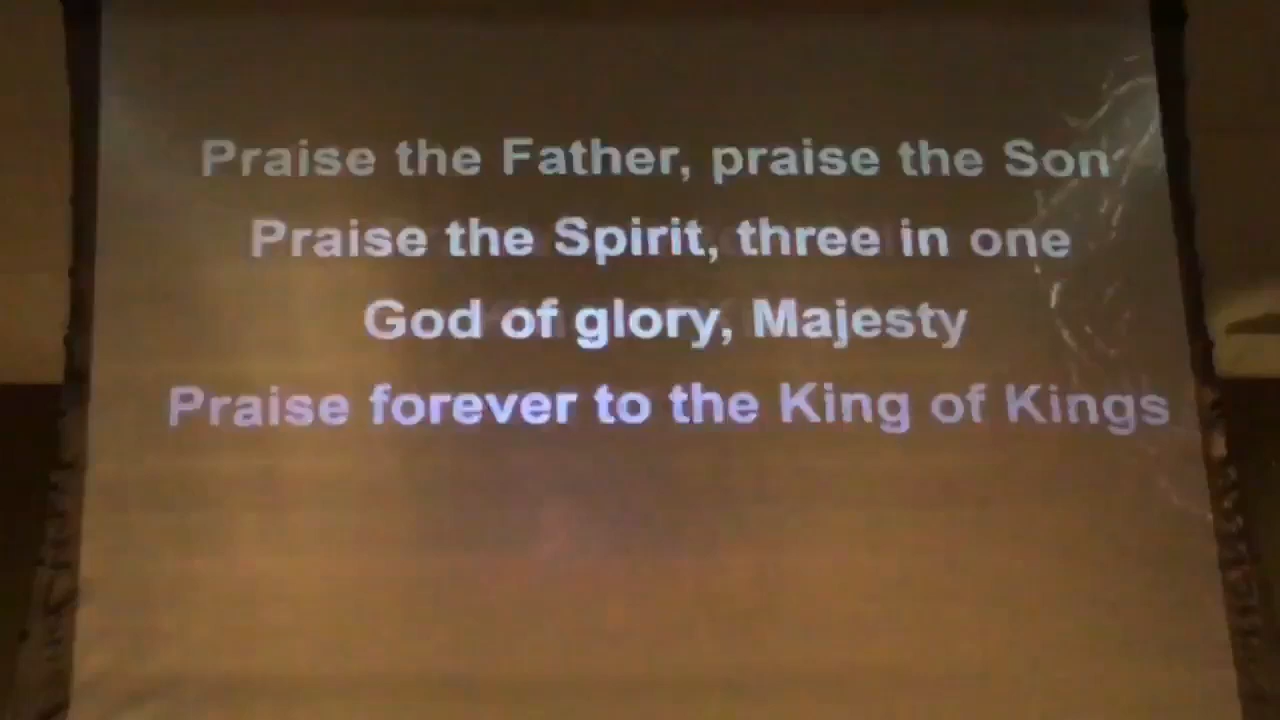 Praise the Father, praise the Son
Praise the Spirit, three in one
God of glory, Majesty
Praise forever to the King of Kings